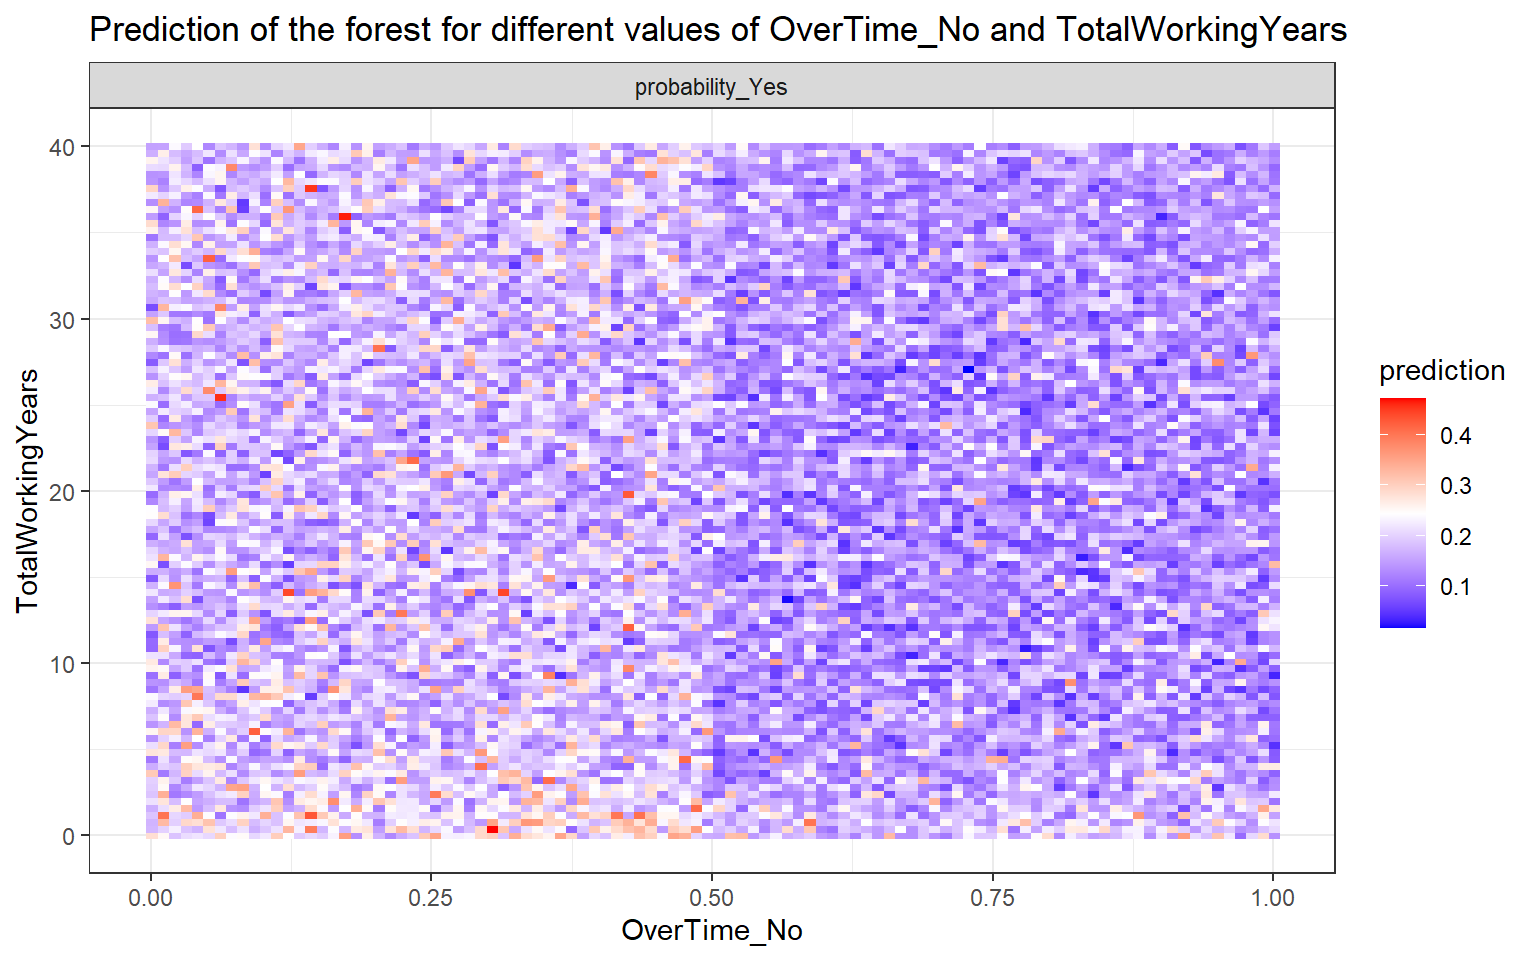 Prediction of the forest for different values of OverTime_No and TotalWorkingYears
probability_Yes
40
30
20
10
0
TotalWorkingYears
0.00
0.25
0.50
0.75
1.00
OverTime_No
prediction
0.4
0.3
0.2
0.1